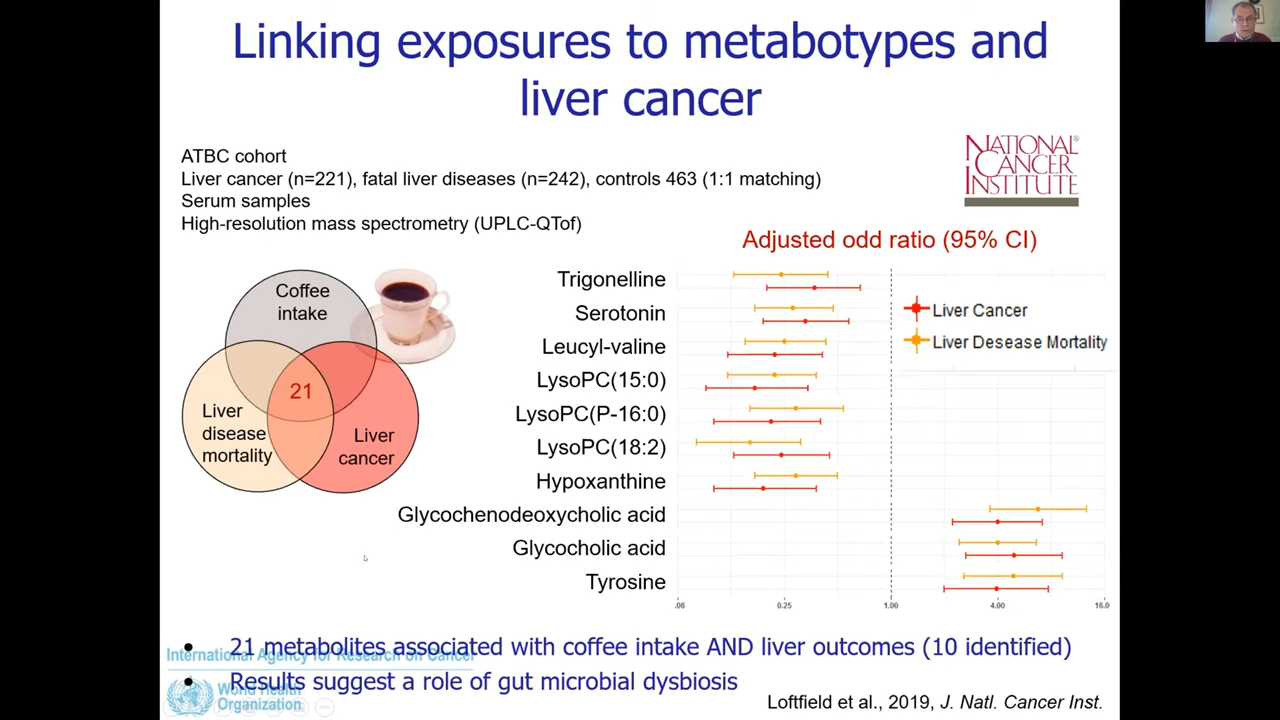 Linking exposures to metabotypes and
liver cancer
ATBC cohort
Liver cancer (n=221), fatal liver diseases (n=242), controls 463 (1:1 matching)
Serum samples
High-resolution mass spectrometry (UPLC-QTof)
NATIONAL
CANCER
INSTITUTE
®
Adjusted odd ratio (95% CI)
Coffee
intake
21
Liver
disease
mortality
Liver
cancer
Trigonelline
Serotonin
Leucyl-valine
LysoPC(15:0)
LysoPC(P-16:0)
LysoPC(18:2)
Hypoxanthine
Glycochenodeoxycholic acid
Glycocholic acid
Tyrosine
Liver Cancer
Liver Desease Mortality
.06 0.25 1.00 4.00 16.0
• 21 metabolites associated with coffee intake AND liver outcomes (10 identified)
International Agency for Research on Cancer
• Results suggest a role of gut microbial dysbiosis
World Health
Organization
Loftfield et al., 2019, J. Natl. Cancer Inst.